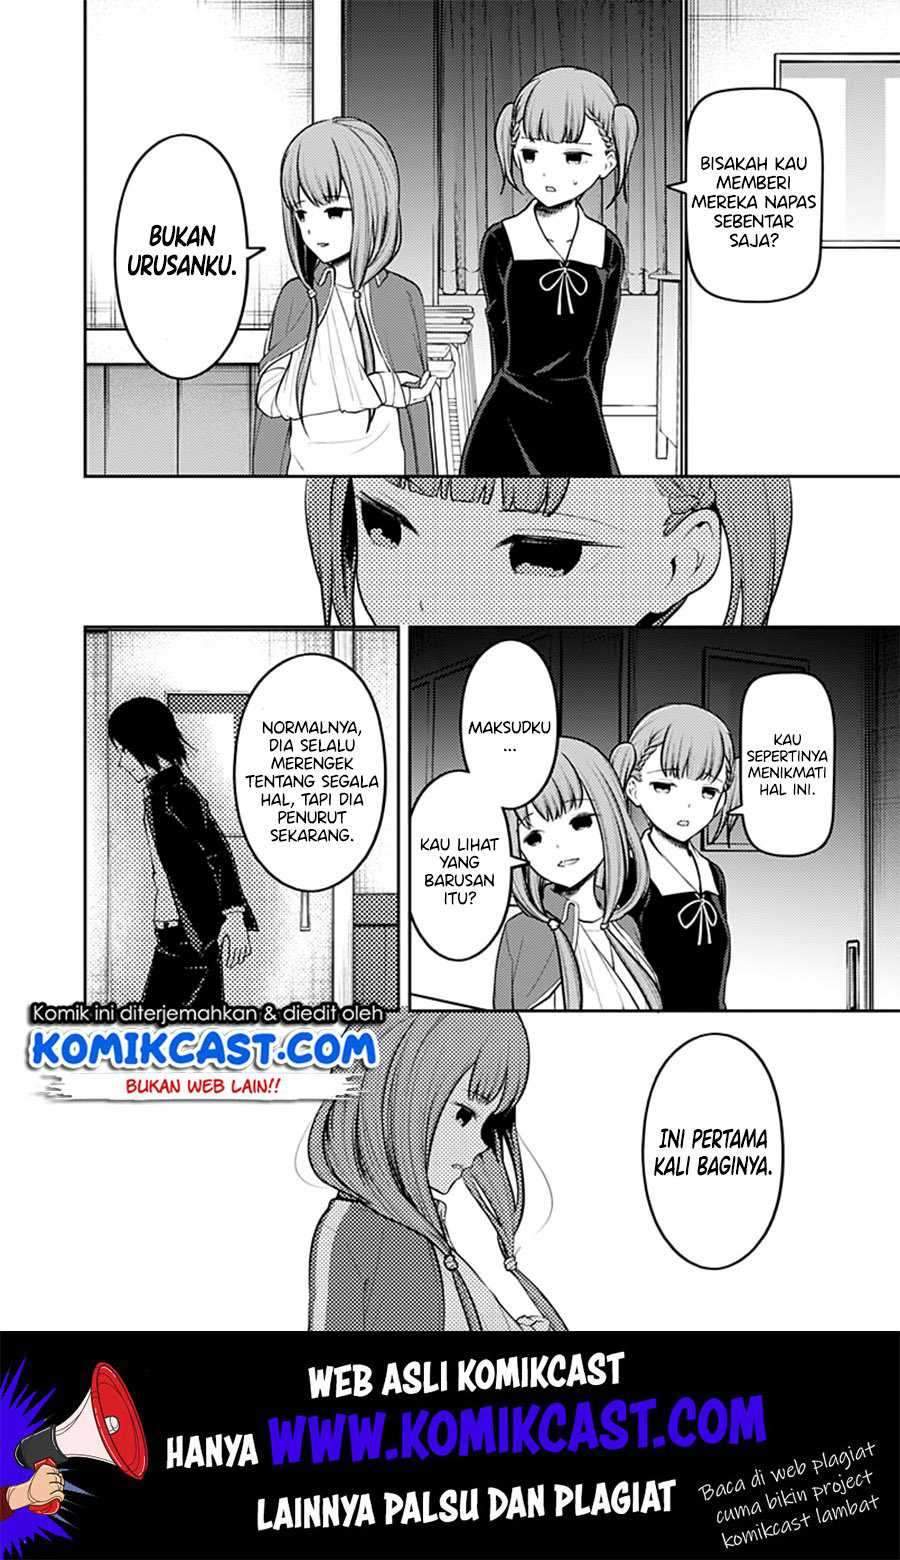 BISAKAH KAU
MEMBERI
MEREKA NAPAS
SEBENTAR
SAJA?
BUKAN
URUSANKU.
KAU
SEPERTINYA
MENIKMATI
HAL INI.
MAKSUDKU
...
KAU LIHAT
YANG
BARUSAN
ITU?
NORMALNYA,
DIA SELALU
MERENGEK
TENTANG SEGALA
HAL, TAPI DIA
PENURUT
SEKARANG.
Komik ini diterjemahkan & diedit oleh
KOMIKCAST.COM
BUKAN WEB LAIN!!
INI PERTAMA
KALI BAGINYA.
WEB ASLI KOMIKCAST
HANYA WWW.KOMIKCAST.COM
LAINNYA PALSU DAN PLAGIAT
Baca di web plagiat
cuma bikin project
komikcast lambat